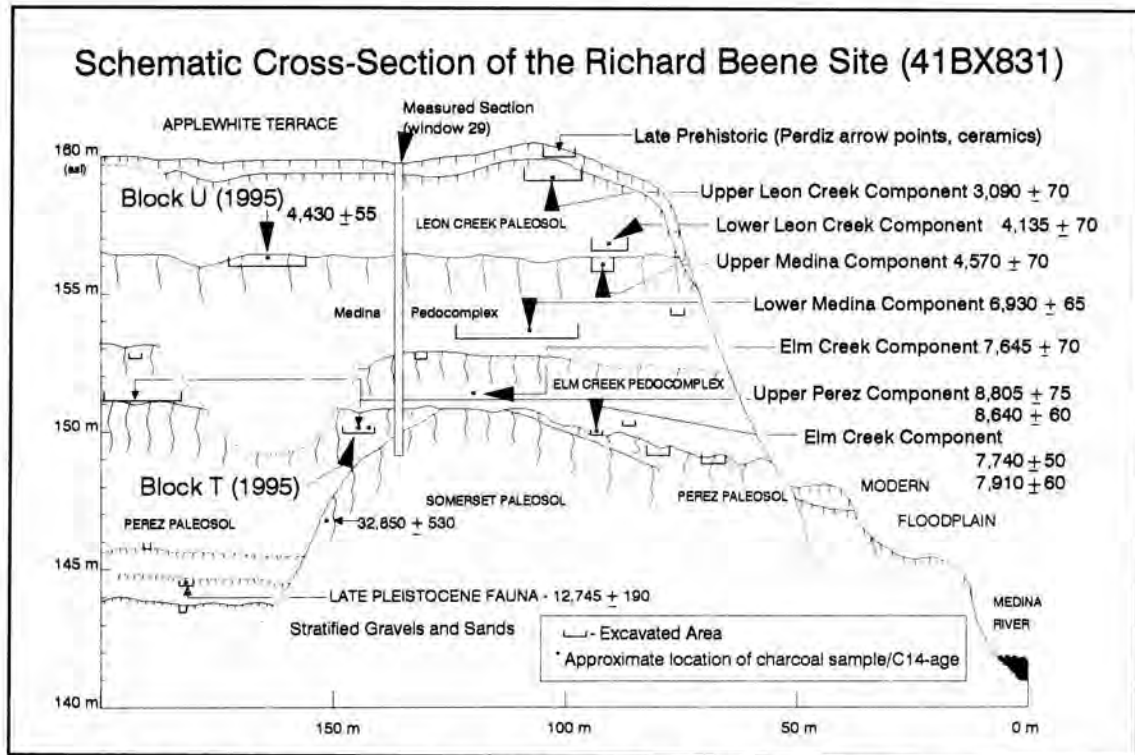 Schematic Cross-Section of the Richard Beene Site (41BX831)
APPLEWHITE TERRACE
Measured Section
(window 29)
Late Prehistoric (Perdiz arrow points, ceramics)
160 m
(asl)
Block U (1995)
4,430 ± 55
LEON CREEK PALEOSOL
Upper Leon Creek Component 3,090 ± 70
Lower Leon Creek Component 4,135 ± 70
Upper Medina Component 4,570 ± 70
155 m
Medina Pedocomplex
Lower Medina Component 6,930 ± 65
Elm Creek Component 7,645 ± 70
ELM CREEK PEDOCOMPLEX
Upper Perez Component 8,805 ± 75
8,640 ± 60
150 m
Elm Creek Component
7,740 ± 50
7,910 ± 60
Block T (1995)
SOMERSET PALEOSOL
PEREZ PALEOSOL
MODERN
FLOODPLAIN
PEREZ PALEOSOL
32,850 ± 530
145 m
LATE PLEISTOCENE FAUNA - 12,745 ± 190
Stratified Gravels and Sands
- Excavated Area
Approximate location of charcoal sample/C14-age
MEDINA
RIVER
140 m
150 m
100 m
50 m
0 m